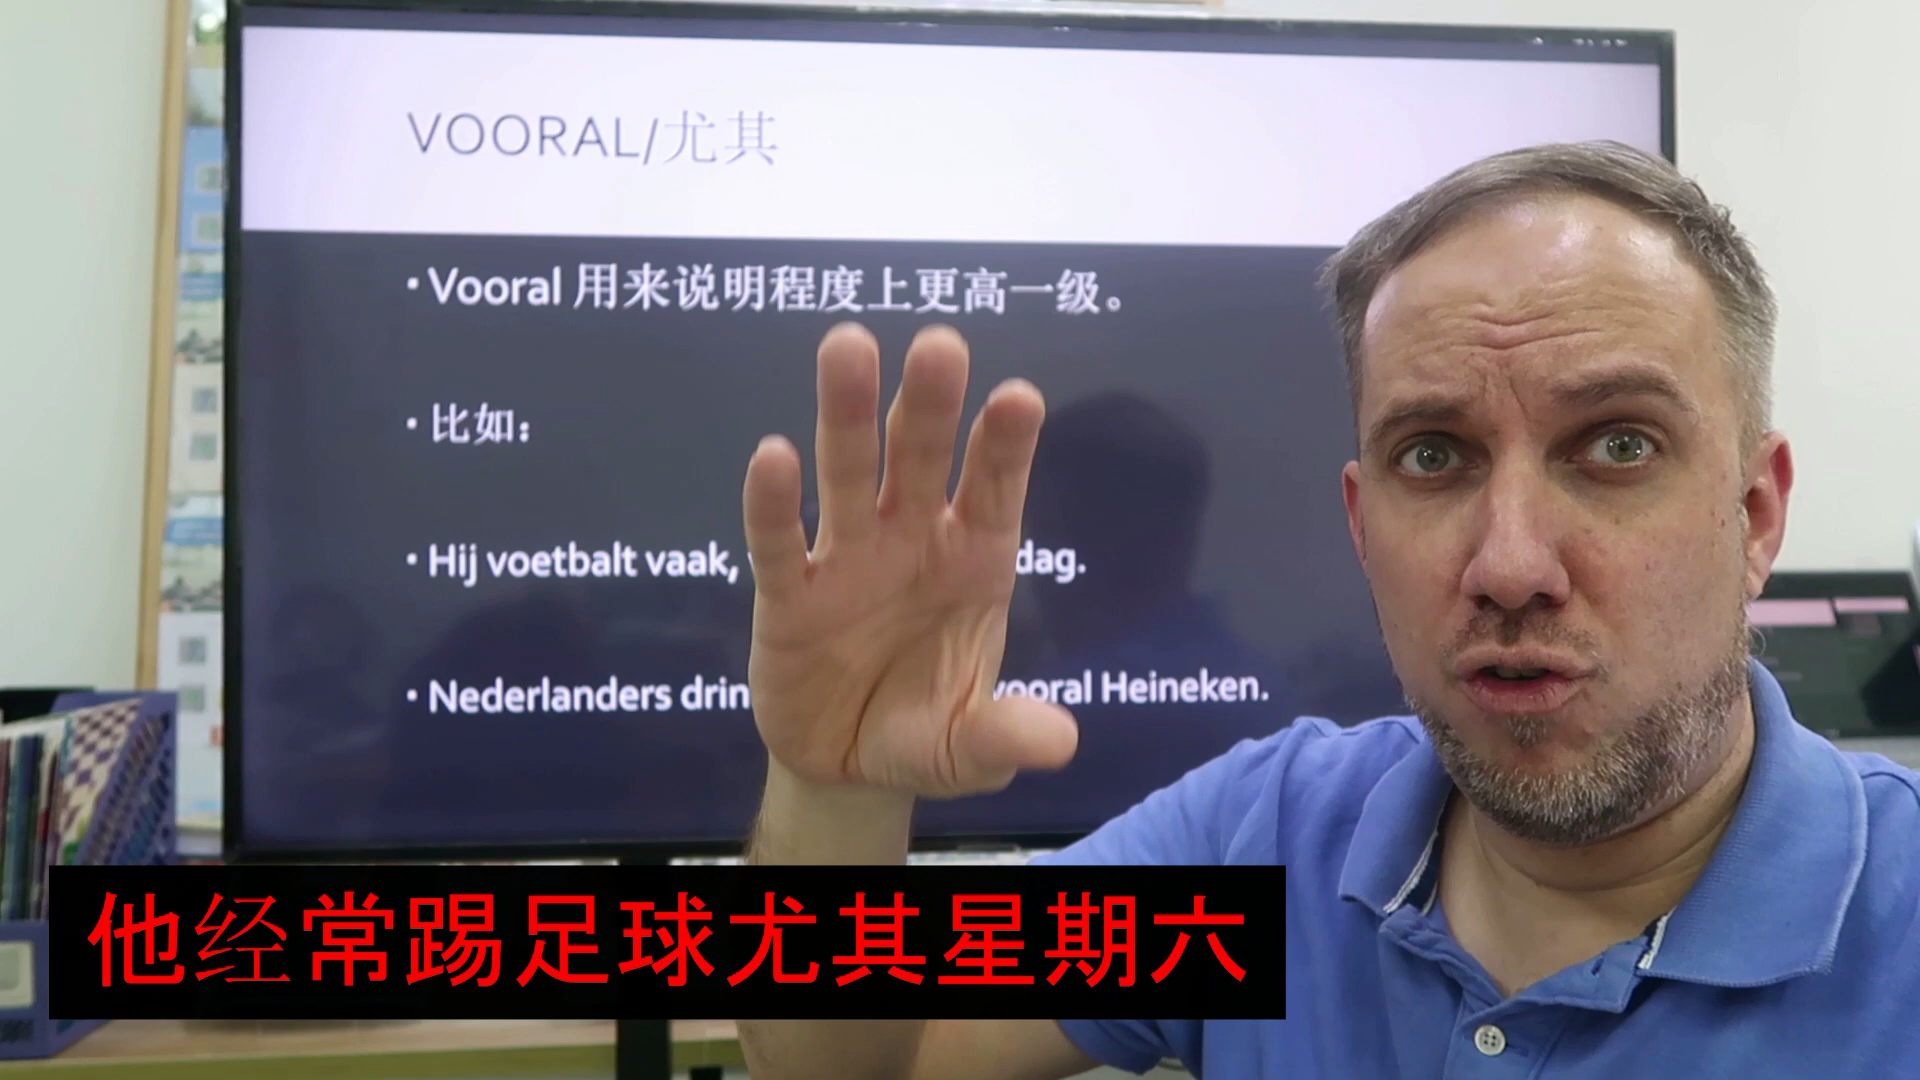 VOORAL/尤其
• Vooral 用来说明程度上更高一级。
• 比如：
• Hij voetbalt vaak, dag.
• Nederlanders drin vooral Heineken.
他经常踢足球尤其星期六